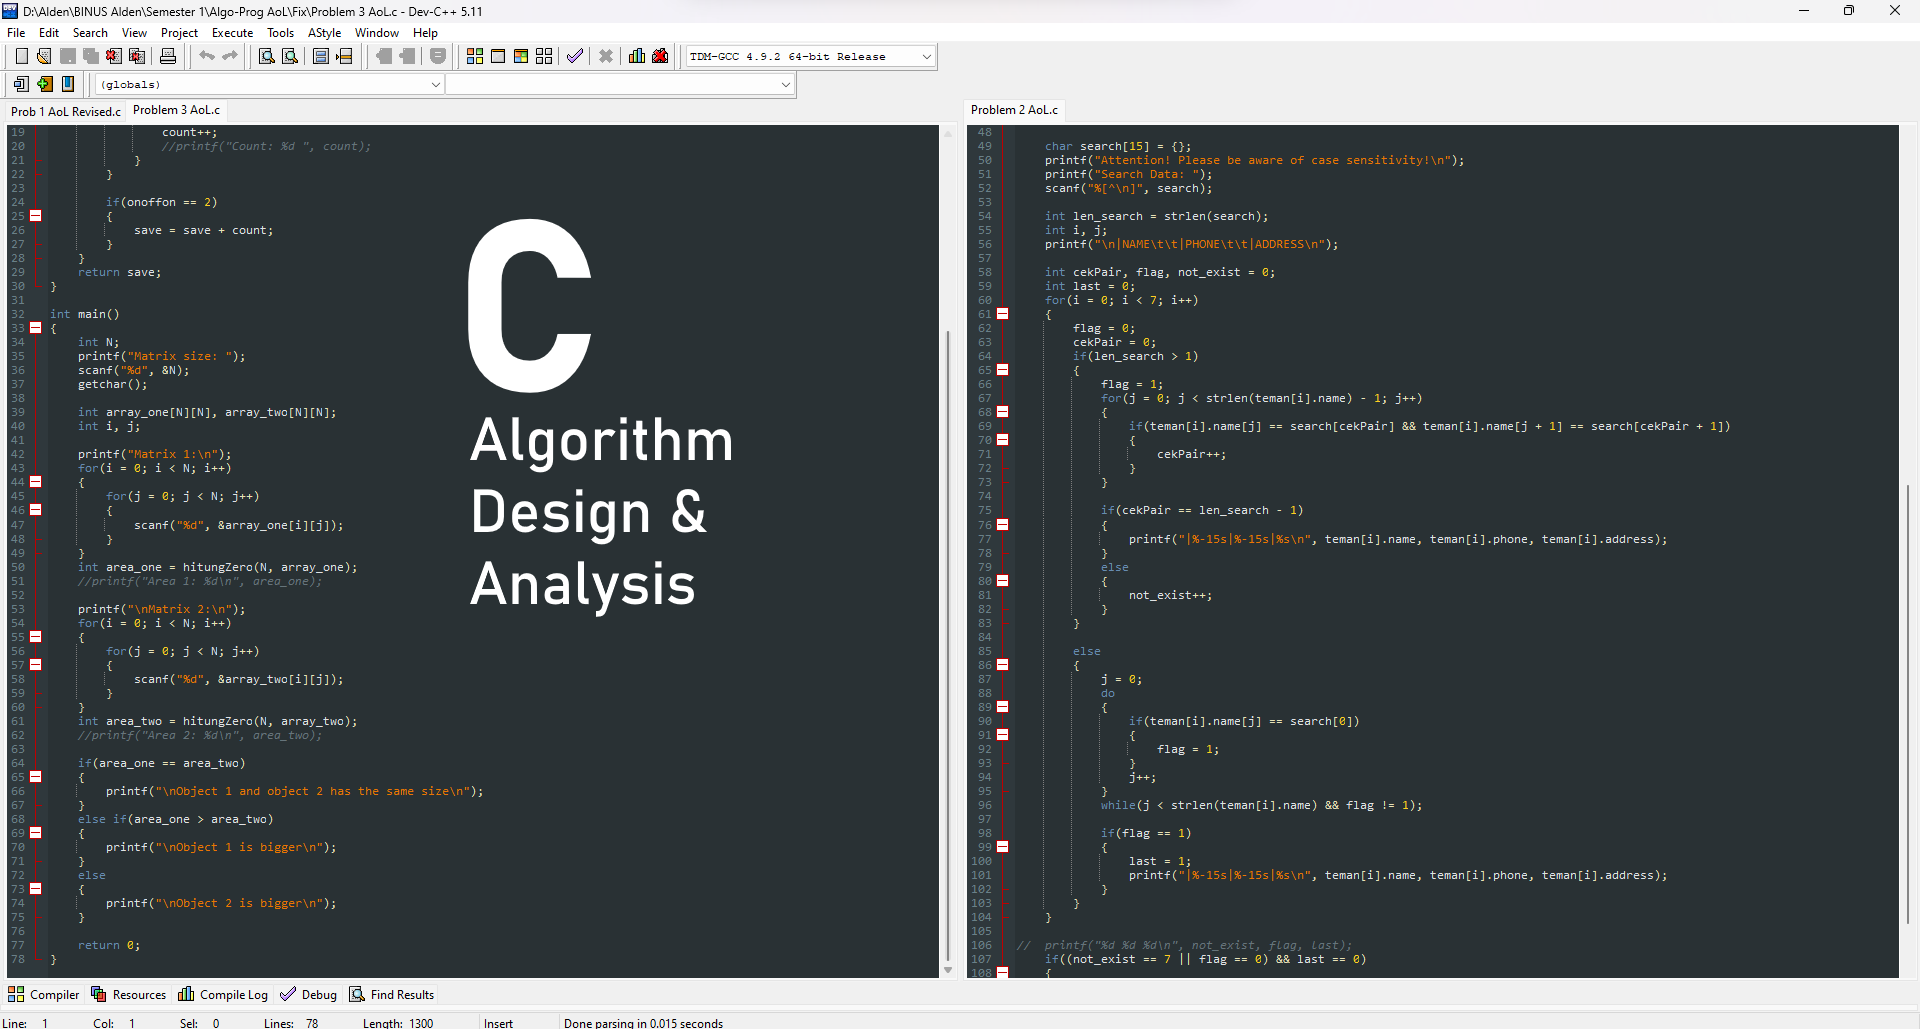 D:\Alden\BINUS Alden\Semester 1\Algo-Prog AoL\Fix\Problem 3 AoL.c - Dev-C++ 5.11
File Edit Search View Project Execute Tools AStyle Window Help
TDM-GCC 4.9.2 64-bit Release
(globals)
Prob 1 AoL Revised.c Problem 3 AoL.c
19 count++;
20 //printf("Count: %d ", count);
21 }
22 }
23
24 if(onoffon == 2)
25 {
26 save = save + count;
27 }
28 }
29 return save;
30 }
31
32 int main()
33 {
34 int N;
35 printf("Matrix size: ");
36 scanf("%d", &N);
37 getchar();
38
39 int array_one[N][N], array_two[N][N];
40 int i, j;
41
42 printf("Matrix 1:\n");
43 for(i = 0; i < N; i++)
44 {
45 for(j = 0; j < N; j++)
46 {
47 scanf("%d", &array_one[i][j]);
48 }
49 }
50 int area_one = hitungZero(N, array_one);
51 //printf("Area 1: %d\n", area_one);
52
53 printf("\nMatrix 2:\n");
54 for(i = 0; i < N; i++)
55 {
56 for(j = 0; j < N; j++)
57 {
58 scanf("%d", &array_two[i][j]);
59 }
60 }
61 int area_two = hitungZero(N, array_two);
62 //printf("Area 2: %d\n", area_two);
63
64 if(area_one == area_two)
65 {
66 printf("\nObject 1 and object 2 has the same size\n");
67 }
68 else if(area_one > area_two)
69 {
70 printf("\nObject 1 is bigger\n");
71 }
72 else
73 {
74 printf("\nObject 2 is bigger\n");
75 }
76
77 return 0;
78 }
C
Algorithm
Design &
Analysis
Problem 2 AoL.c
48
49 char search[15] = {};
50 printf("Attention! Please be aware of case sensitivity!\n");
51 printf("Search Data: ");
52 scanf("%[^\n]", search);
53
54 int len_search = strlen(search);
55 int i, j;
56 printf("\n|NAME\t\t|PHONE\t\t|ADDRESS\n");
57
58 int cekPair, flag, not_exist = 0;
59 int last = 0;
60 for(i = 0; i < 7; i++)
61 {
62 flag = 0;
63 cekPair = 0;
64 if(len_search > 1)
65 {
66 flag = 1;
67 for(j = 0; j < strlen(teman[i].name) - 1; j++)
68 {
69 if(teman[i].name[j] == search[cekPair] && teman[i].name[j + 1] == search[cekPair + 1])
70 {
71 cekPair++;
72 }
73 }
74
75 if(cekPair == len_search - 1)
76 {
77 printf("|%-15s|%-15s|%s\n", teman[i].name, teman[i].phone, teman[i].address);
78 }
79 else
80 {
81 not_exist++;
82 }
83 }
84
85 else
86 {
87 j = 0;
88 do
89 {
90 if(teman[i].name[j] == search[0])
91 {
92 flag = 1;
93 }
94 j++;
95 }
96 while(j < strlen(teman[i].name) && flag != 1);
97
98 if(flag == 1)
99 {
100 last = 1;
101 printf("|%-15s|%-15s|%s\n", teman[i].name, teman[i].phone, teman[i].address);
102 }
103 }
104 }
105
106 // printf("%d %d %d\n", not_exist, flag, last);
107 if((not_exist == 7 || flag == 0) && last == 0)
108 {
Compiler Resources Compile Log Debug Find Results
Line: 1 Col: 1 Sel: 0 Lines: 78 Length: 1300 Insert Done parsing in 0.015 seconds